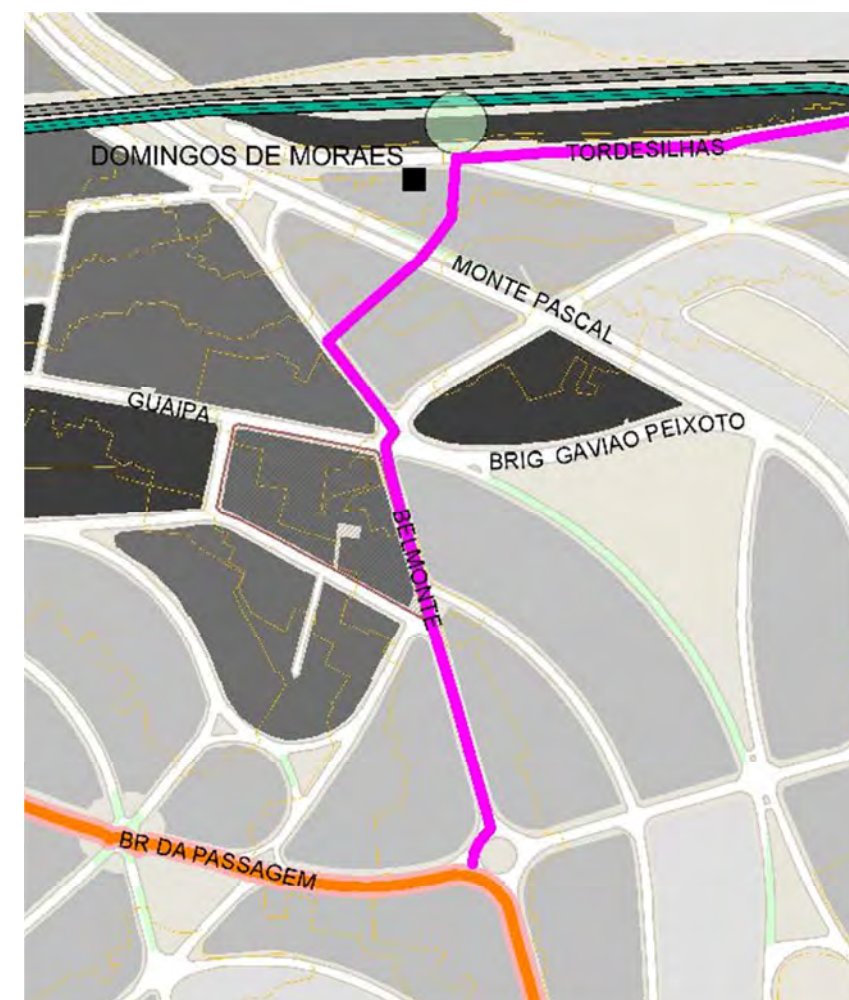 DOMINGOS DE MORAES
TORDESILHAS
MONTE PASCAL
GUAIPA
BRIG GAVIAO PEIXOTO
BELMONTE
BR DA PASSAGEM